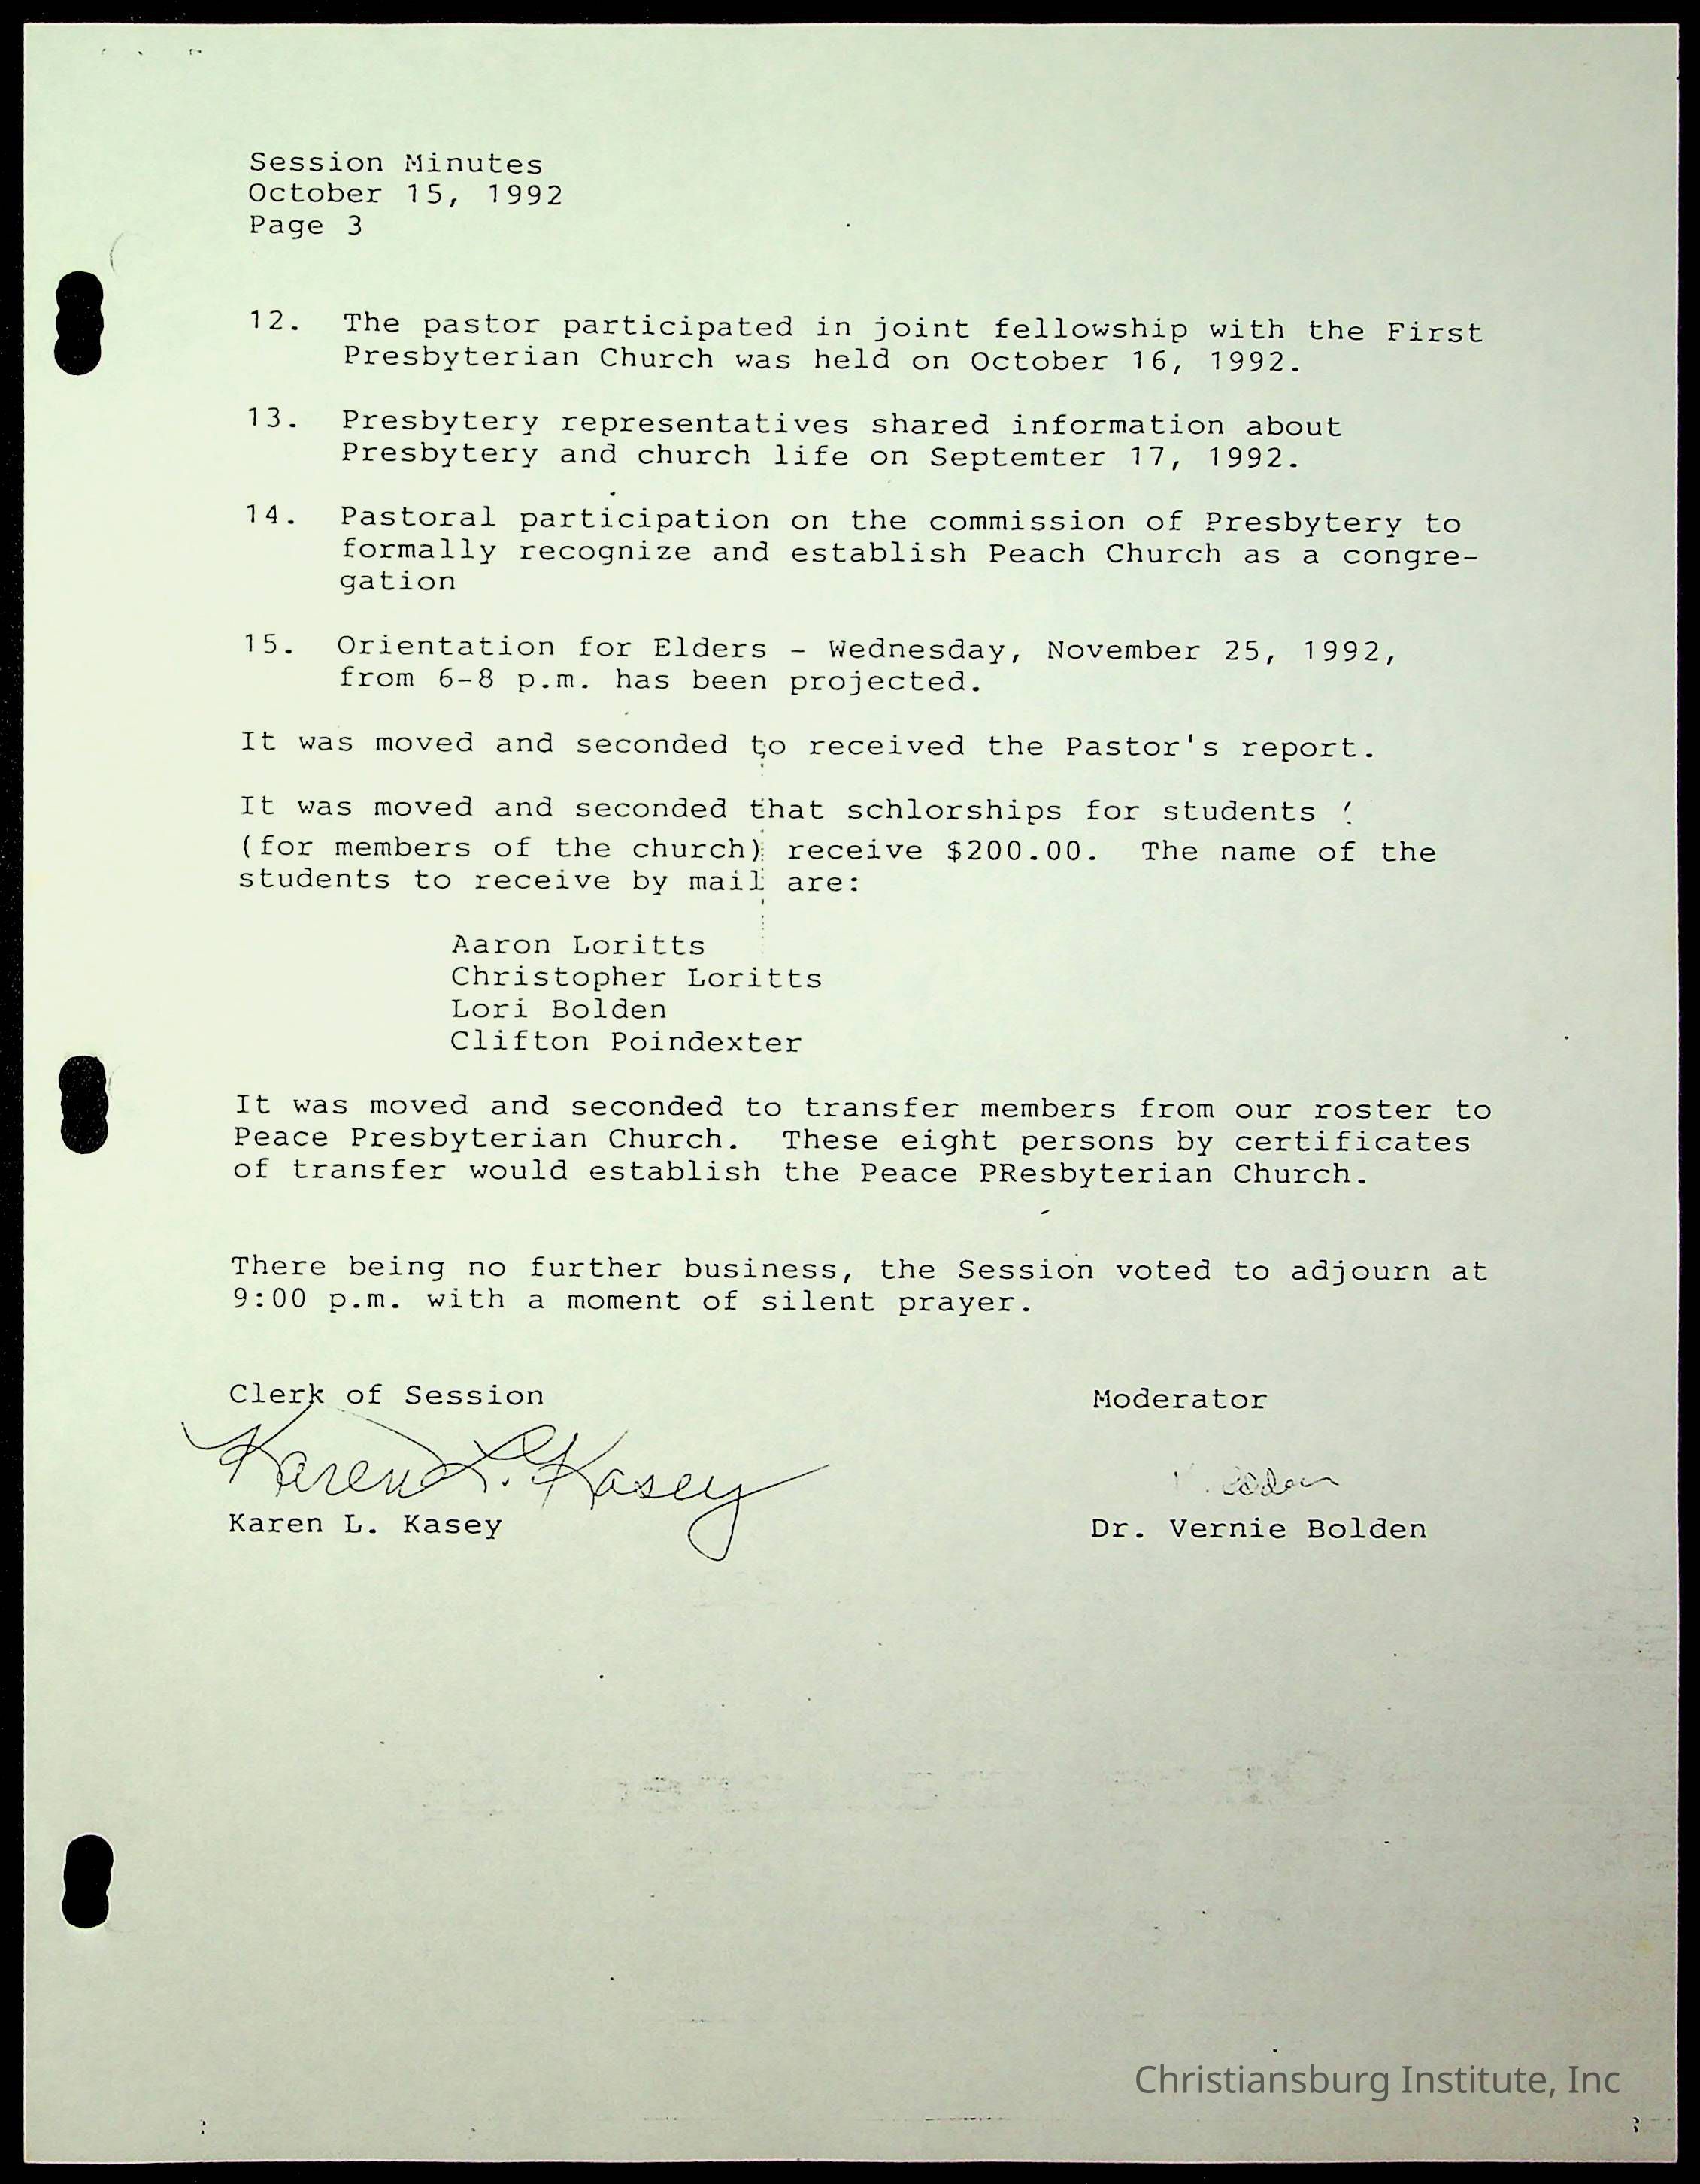 Session Minutes
October 15, 1992
Page 3
12. The pastor participated in joint fellowship with the First
Presbyterian Church was held on October 16, 1992.
13. Presbytery representatives shared information about
Presbytery and church life on Septemter 17, 1992.
14. Pastoral participation on the commission of Presbytery to
formally recognize and establish Peach Church as a congre-
gation
15. Orientation for Elders - Wednesday, November 25, 1992,
from 6-8 p.m. has been projected.
It was moved and seconded to received the Pastor's report.
It was moved and seconded that schlorships for students
(for members of the church) receive $200.00. The name of the
students to receive by mail are:
Aaron Loritts
Christopher Loritts
Lori Bolden
Clifton Poindexter
It was moved and seconded to transfer members from our roster to
Peace Presbyterian Church. These eight persons by certificates
of transfer would establish the Peace PResbyterian Church.
There being no further business, the Session voted to adjourn at
9:00 p.m. with a moment of silent prayer.
Clerk of Session Moderator
Karen L. Kasey
Karen L. Kasey Dr. Vernie Bolden
Christiansburg Institute, Inc